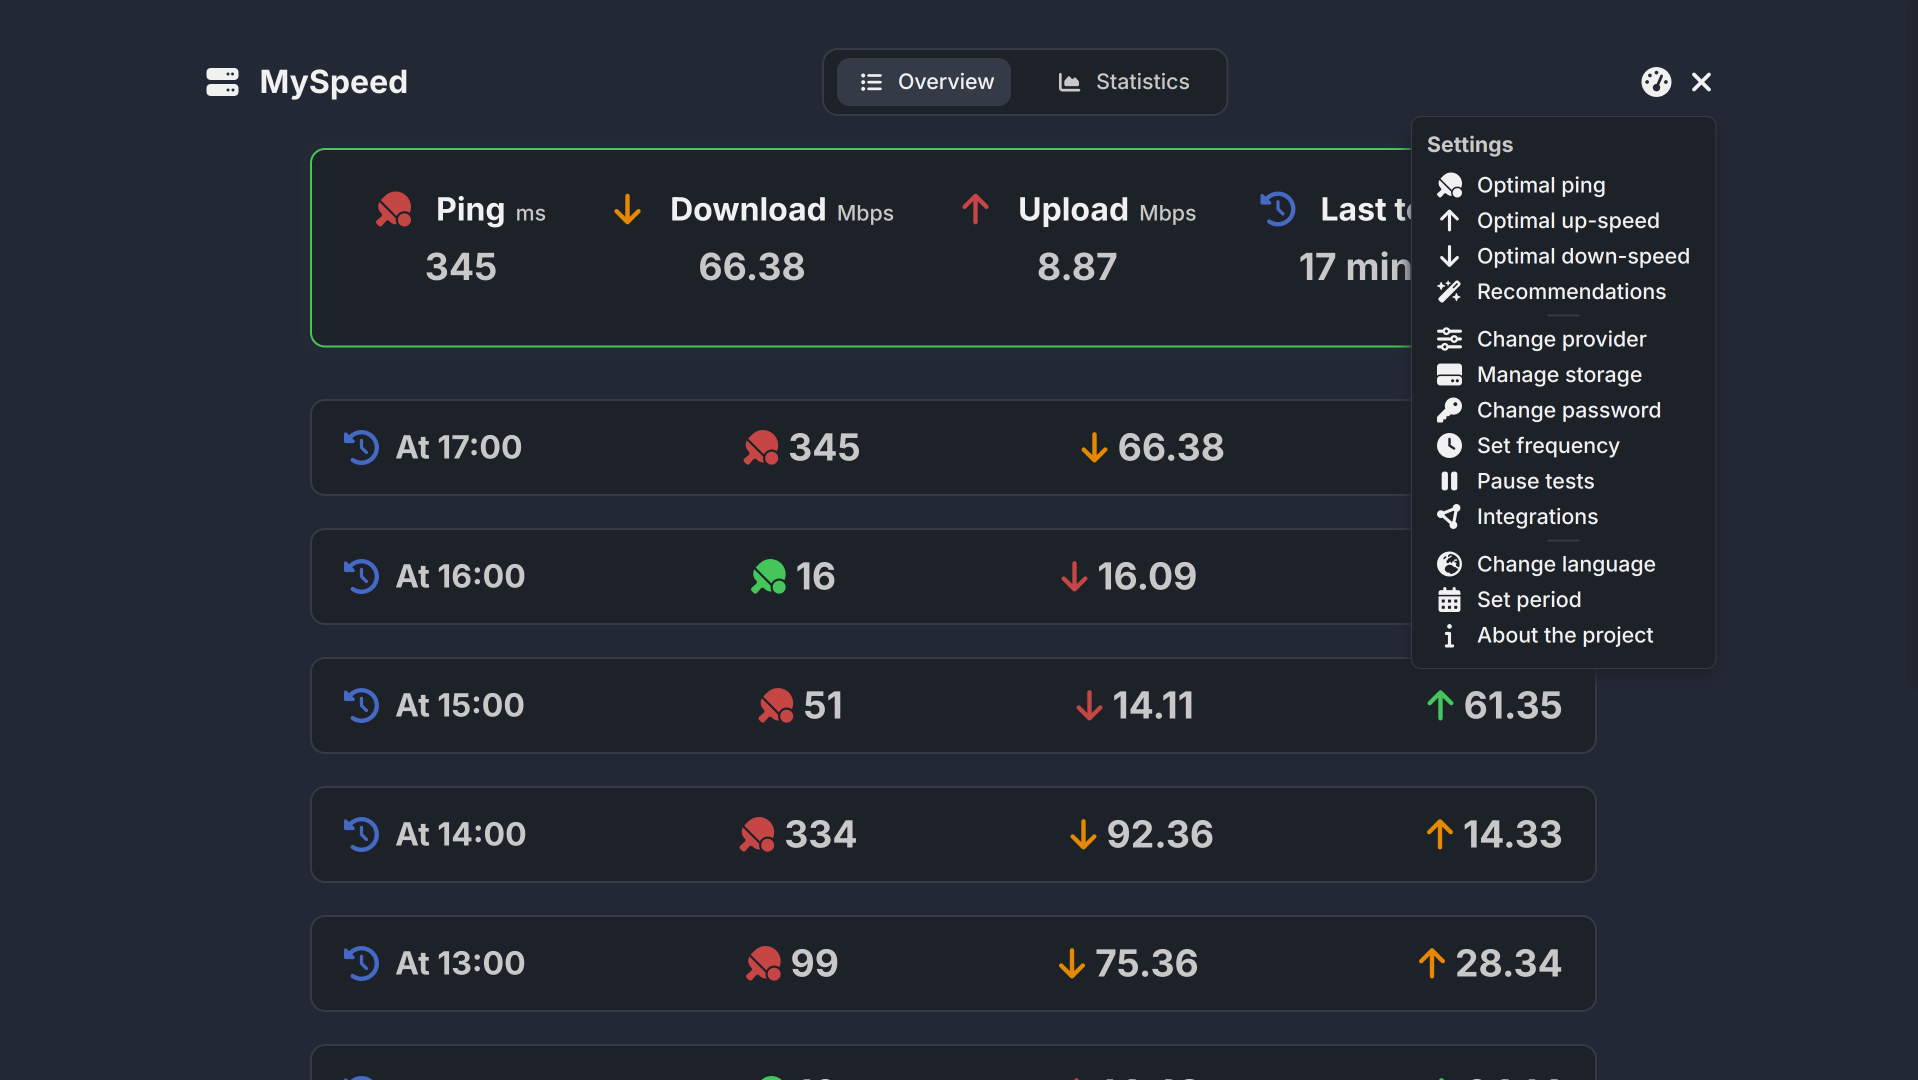 MySpeed
Overview
Statistics
Settings
Optimal ping
Optimal up-speed
Optimal down-speed
Recommendations
Change provider
Manage storage
Change password
Set frequency
Pause tests
Integrations
Change language
Set period
About the project
Ping ms
345
Download Mbps
66.38
Upload Mbps
8.87
Last
17 min
At 17:00 345 66.38
At 16:00 16 16.09
At 15:00 51 14.11 61.35
At 14:00 334 92.36 14.33
At 13:00 99 75.36 28.34